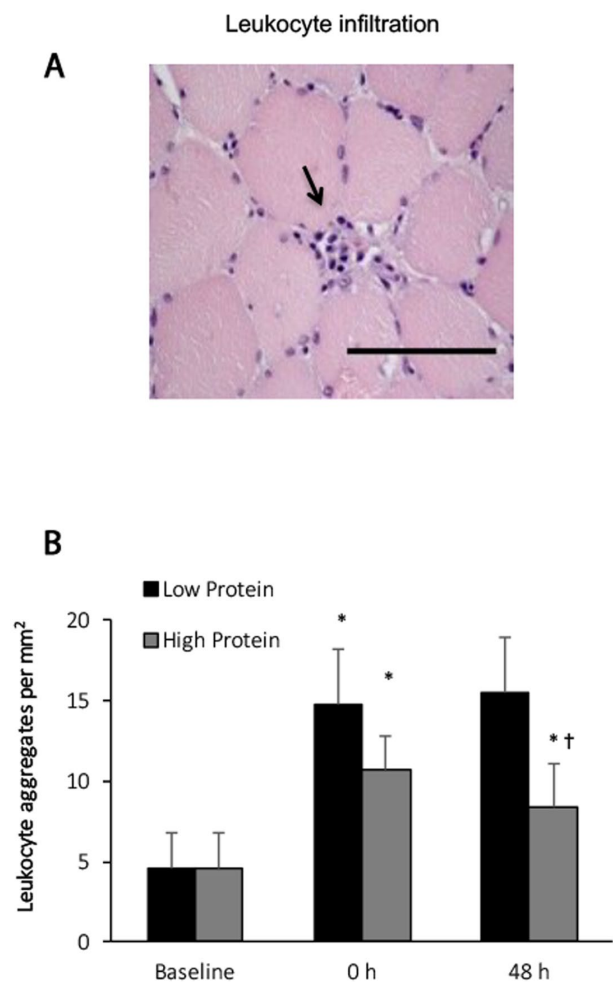 Leukocyte infiltration
A
B
Low Protein
High Protein
Leukocyte aggregates per mm²
20
15
10
5
0
*
*
* †
Baseline
0 h
48 h